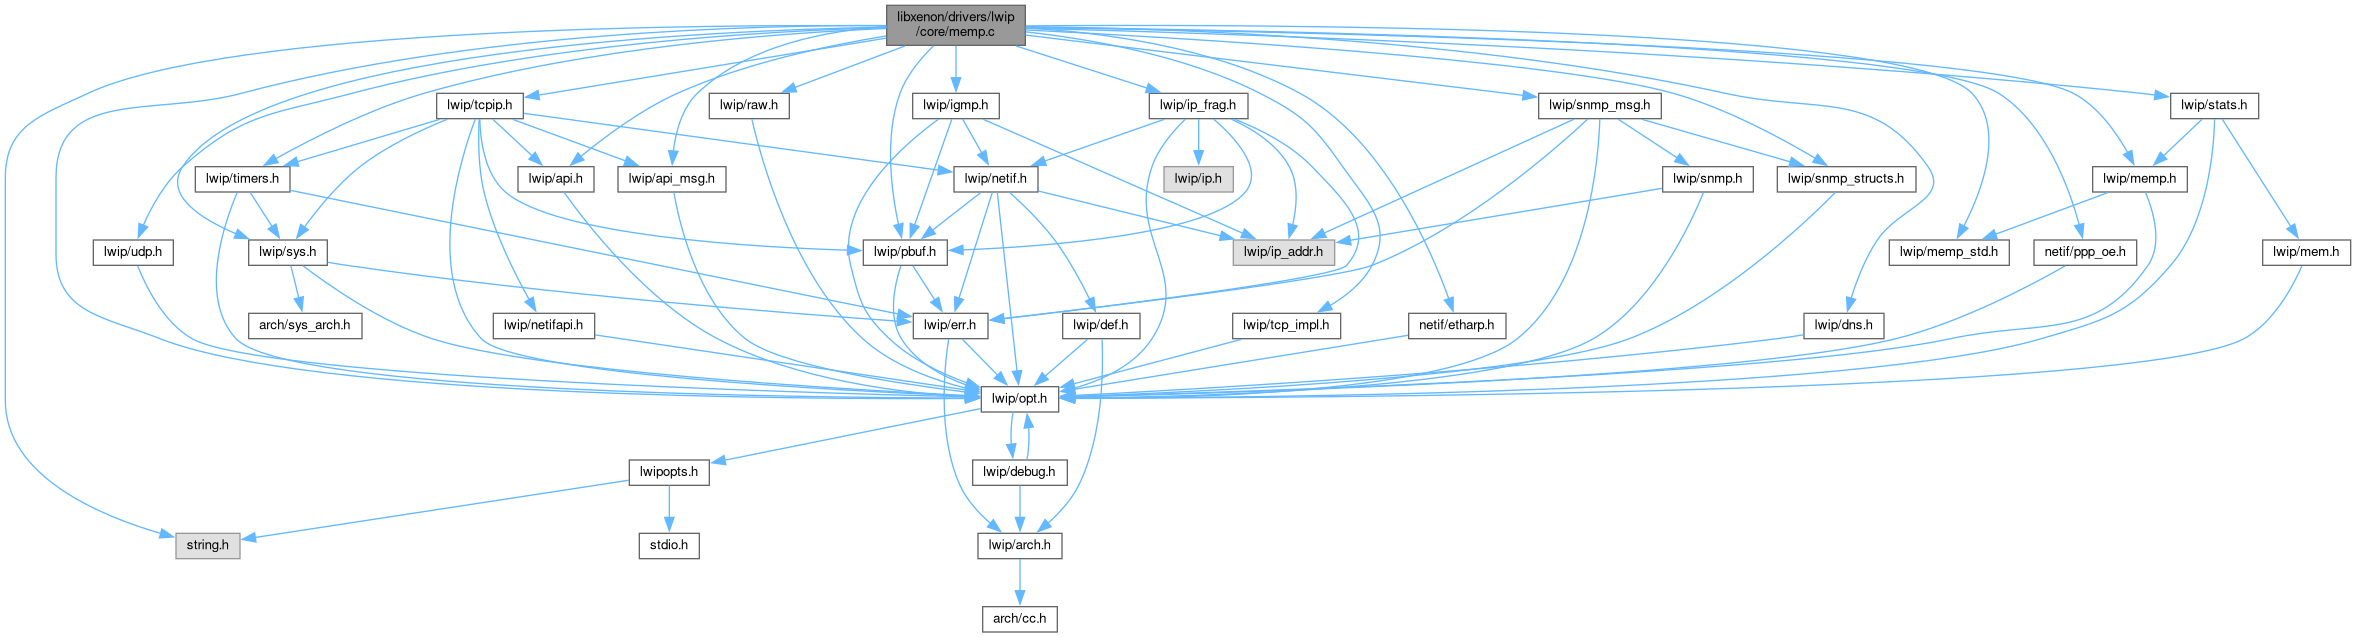 libxenon/drivers/lwip
/core/memp.c
lwip/tcpip.h
lwip/raw.h
lwip/igmp.h
lwip/ip_frag.h
lwip/snmp_msg.h
lwip/stats.h
lwip/timers.h
lwip/api.h
lwip/api_msg.h
lwip/netif.h
lwip/ip.h
lwip/snmp.h
lwip/snmp_structs.h
lwip/memp.h
lwip/udp.h
lwip/sys.h
lwip/pbuf.h
lwip/ip_addr.h
lwip/memp_std.h
netif/ppp_oe.h
lwip/mem.h
arch/sys_arch.h
lwip/netifapi.h
lwip/err.h
lwip/def.h
lwip/tcp_impl.h
netif/etharp.h
lwip/dns.h
lwip/opt.h
lwipopts.h
lwip/debug.h
string.h
stdio.h
lwip/arch.h
arch/cc.h